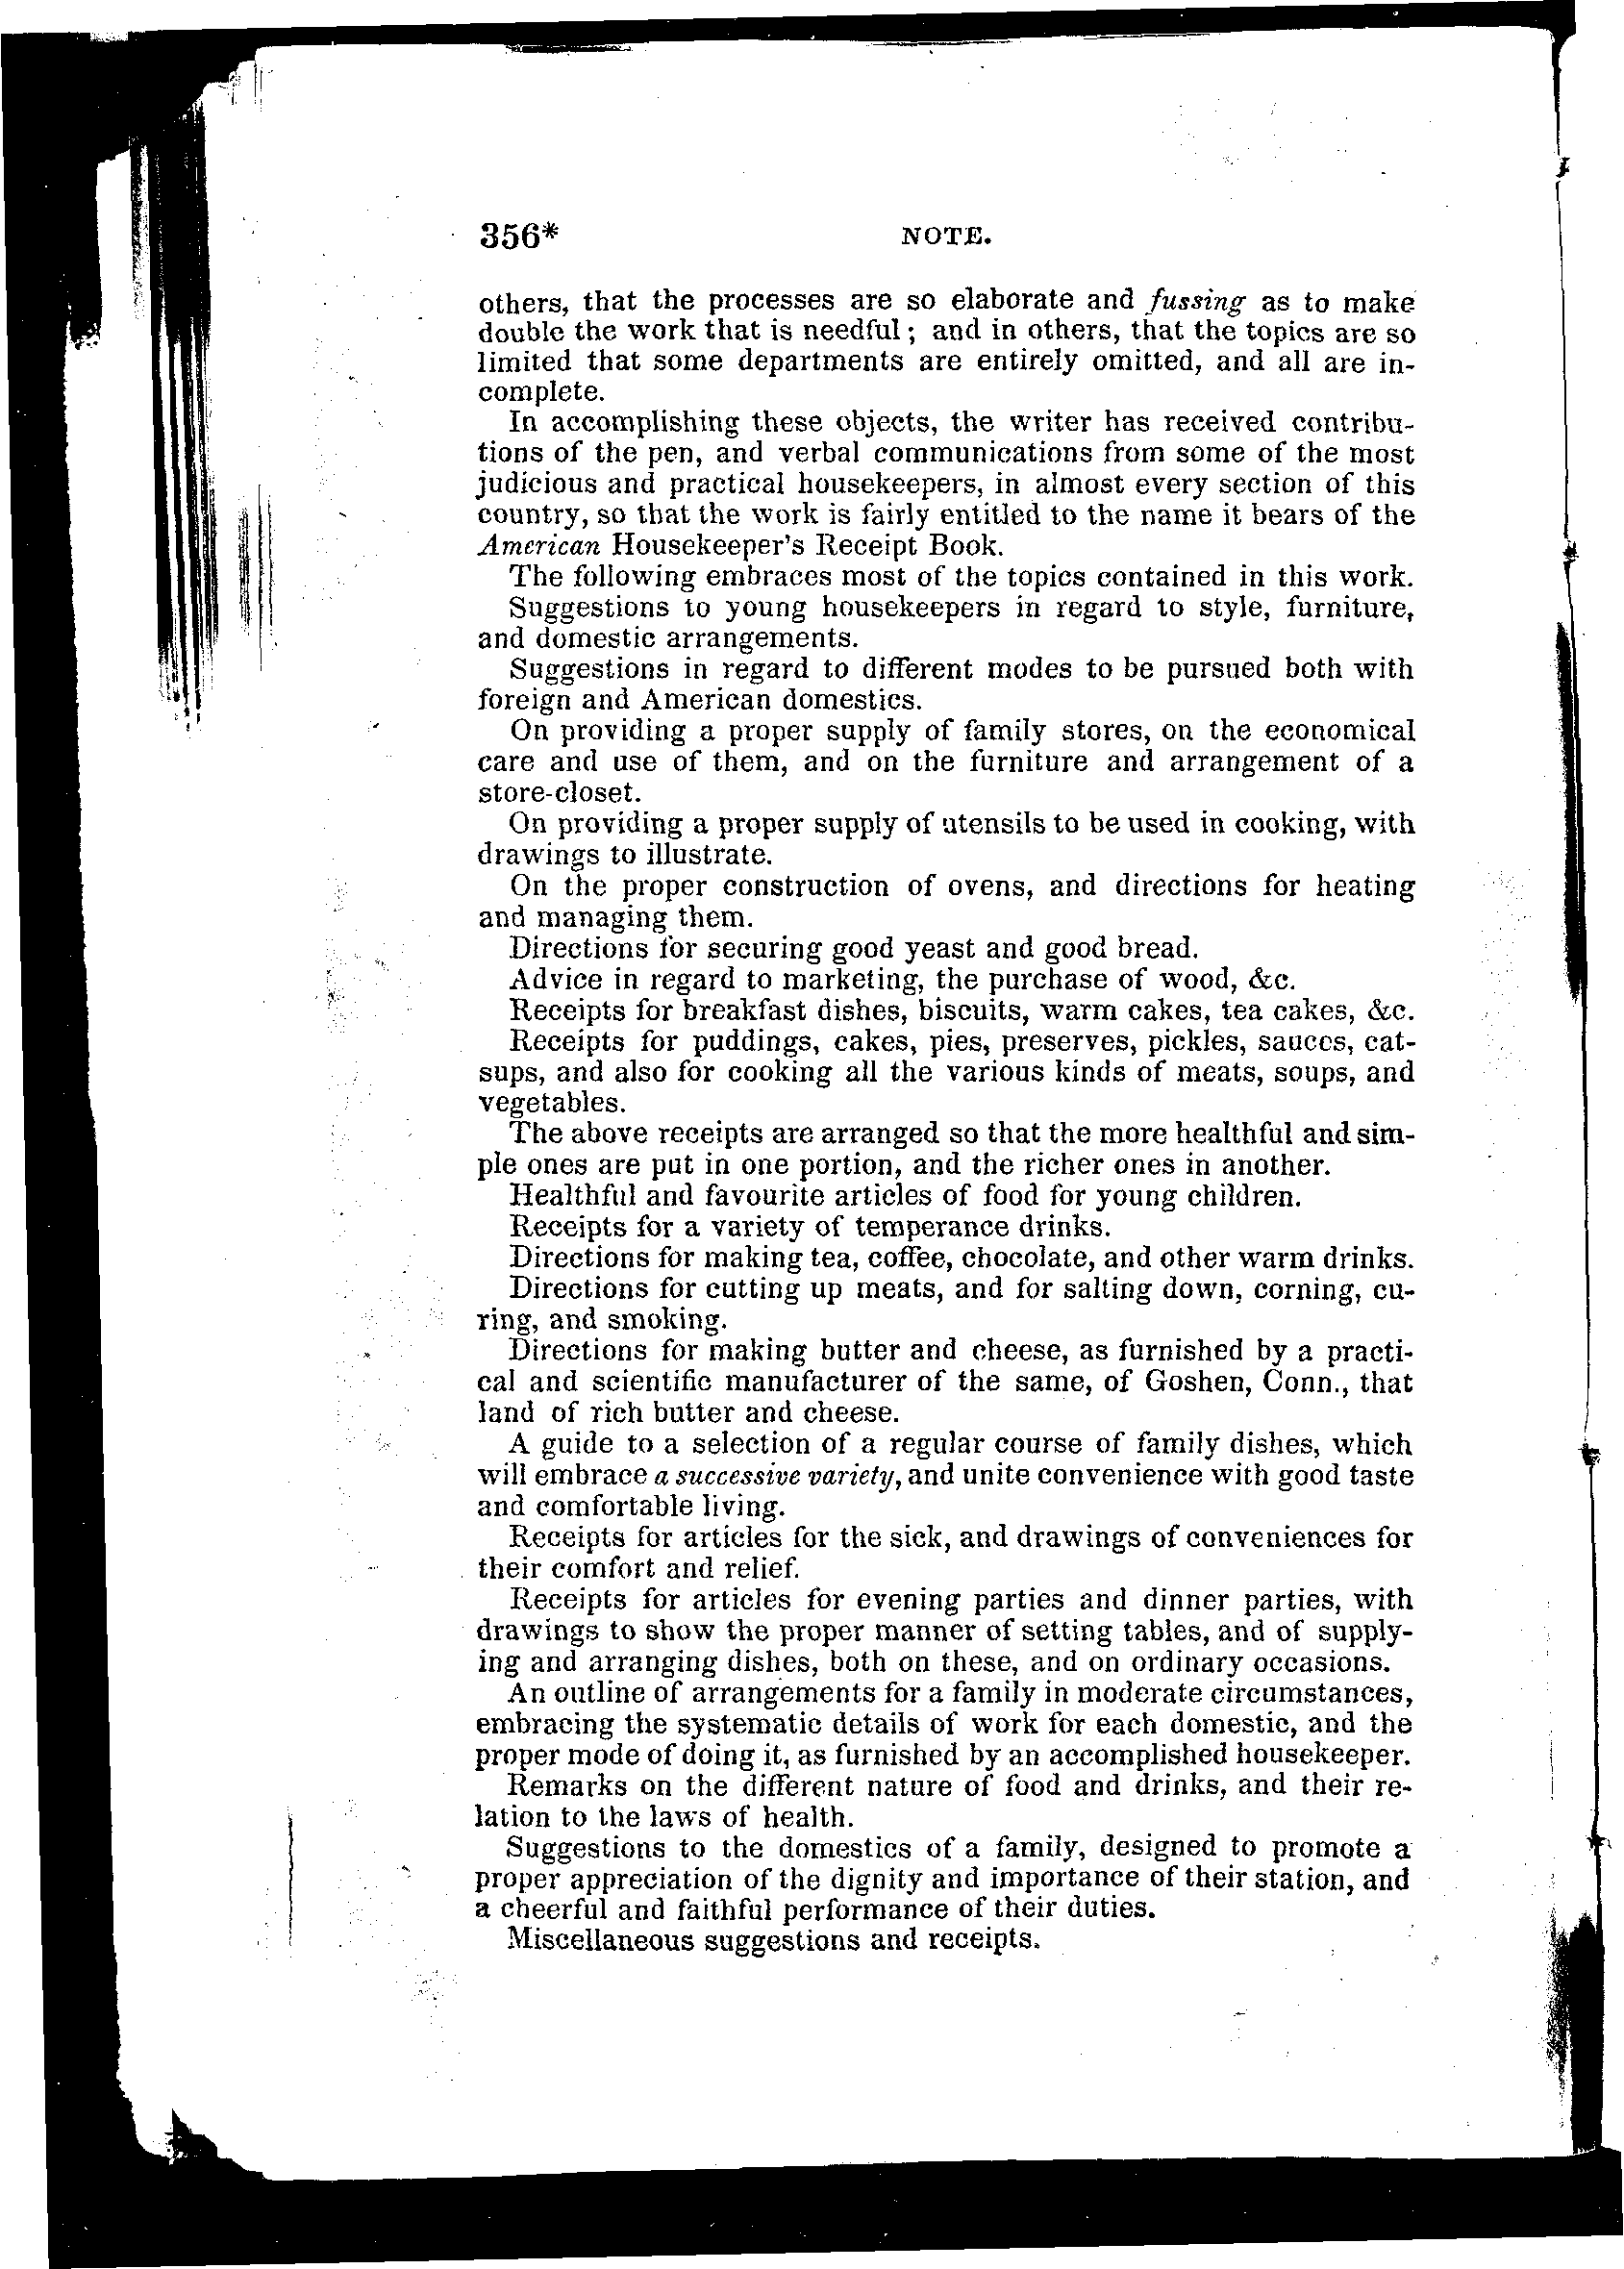 356* NOTE.
others, that the processes are so elaborate and fussing as to make
double the work that is needful; and in others, that the topics are so
limited that some departments are entirely omitted, and all are in-
complete.
In accomplishing these objects, the writer has received contribu-
tions of the pen, and verbal communications from some of the most
judicious and practical housekeepers, in almost every section of this
country, so that the work is fairly entitled to the name it bears of the
American Housekeeper's Receipt Book.
The following embraces most of the topics contained in this work.
Suggestions to young housekeepers in regard to style, furniture,
and domestic arrangements.
Suggestions in regard to different modes to be pursued both with
foreign and American domestics.
On providing a proper supply of family stores, on the economical
care and use of them, and on the furniture and arrangement of a
store-closet.
On providing a proper supply of utensils to be used in cooking, with
drawings to illustrate.
On the proper construction of ovens, and directions for heating
and managing them.
Directions for securing good yeast and good bread.
Advice in regard to marketing, the purchase of wood, &c.
Receipts for breakfast dishes, biscuits, warm cakes, tea cakes, &c.
Receipts for puddings, cakes, pies, preserves, pickles, sauces, cat-
sups, and also for cooking all the various kinds of meats, soups, and
vegetables.
The above receipts are arranged so that the more healthful and sim-
ple ones are put in one portion, and the richer ones in another.
Healthful and favourite articles of food for young children.
Receipts for a variety of temperance drinks.
Directions for making tea, coffee, chocolate, and other warm drinks.
Directions for cutting up meats, and for salting down, corning, cu-
ring, and smoking.
Directions for making butter and cheese, as furnished by a practi-
cal and scientific manufacturer of the same, of Goshen, Conn., that
land of rich butter and cheese.
A guide to a selection of a regular course of family dishes, which
will embrace a successive variety, and unite convenience with good taste
and comfortable living.
Receipts for articles for the sick, and drawings of conveniences for
their comfort and relief.
Receipts for articles for evening parties and dinner parties, with
drawings to show the proper manner of setting tables, and of supply-
ing and arranging dishes, both on these, and on ordinary occasions.
An outline of arrangements for a family in moderate circumstances,
embracing the systematic details of work for each domestic, and the
proper mode of doing it, as furnished by an accomplished housekeeper.
Remarks on the different nature of food and drinks, and their re-
lation to the laws of health.
Suggestions to the domestics of a family, designed to promote a
proper appreciation of the dignity and importance of their station, and
a cheerful and faithful performance of their duties.
Miscellaneous suggestions and receipts.